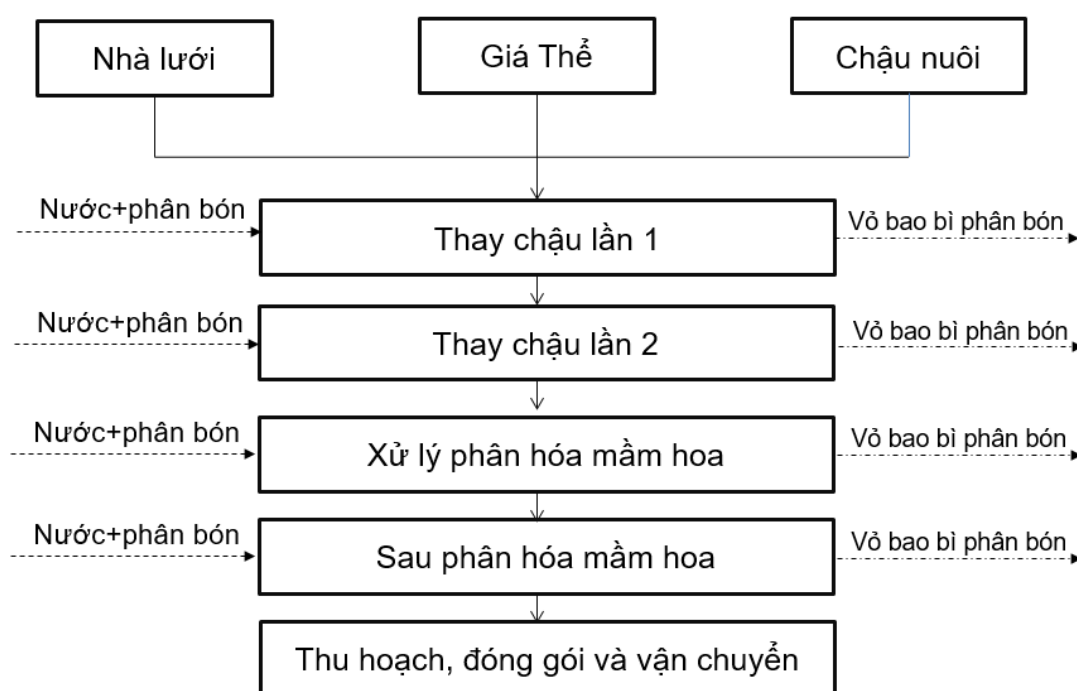 Nhà lưới
Giá Thể
Chậu nuôi
Nước+phân bón
Thay chậu lần 1
Vỏ bao bì phân bón
Nước+phân bón
Thay chậu lần 2
Vỏ bao bì phân bón
Nước+phân bón
Xử lý phân hóa mầm hoa
Vỏ bao bì phân bón
Nước+phân bón
Sau phân hóa mầm hoa
Vỏ bao bì phân bón
Thu hoạch, đóng gói và vận chuyển